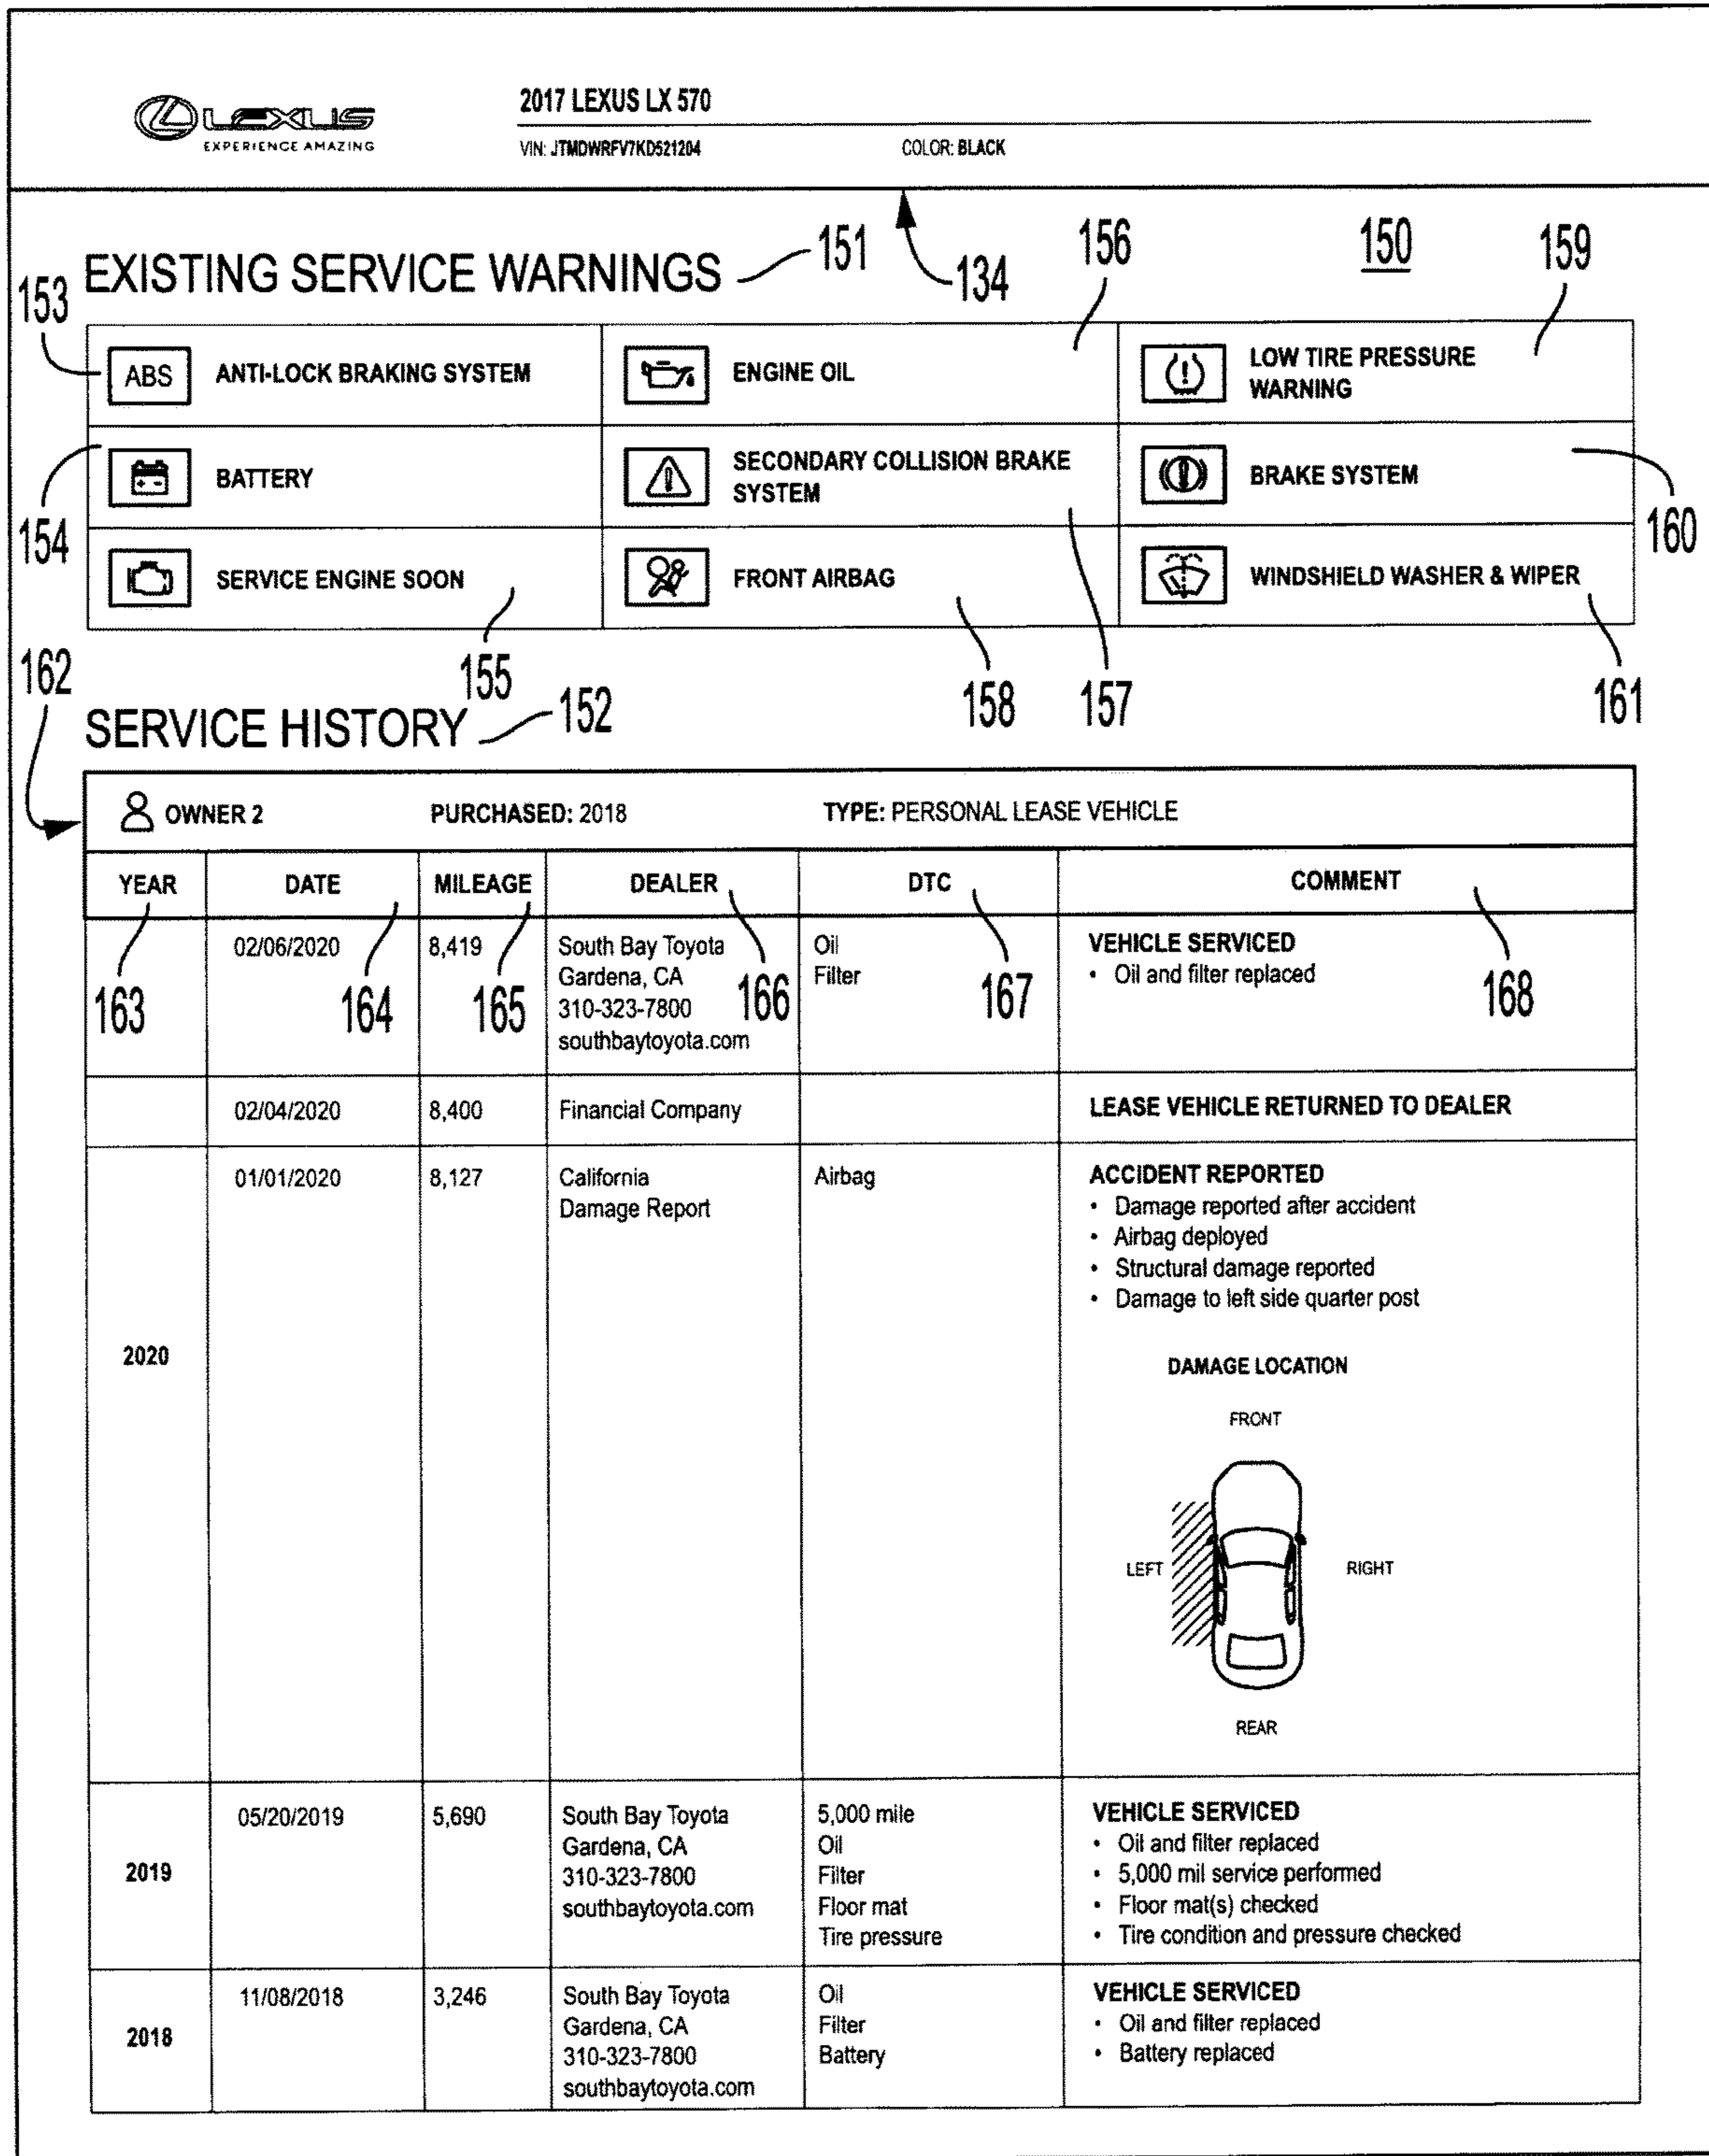 LEXUS
EXPERIENCE AMAZING
2017 LEXUS LX 570
VIN: JTMDWRFV7KD521204 COLOR: BLACK
134
150
EXISTING SERVICE WARNINGS 151
153
156
159
ABS ANTI-LOCK BRAKING SYSTEM
ENGINE OIL
LOW TIRE PRESSURE
WARNING
154
BATTERY
SECONDARY COLLISION BRAKE
SYSTEM
BRAKE SYSTEM
160
SERVICE ENGINE SOON
FRONT AIRBAG
WINDSHIELD WASHER & WIPER
155
158
157
161
162
SERVICE HISTORY 152
OWNER 2 PURCHASED: 2018 TYPE: PERSONAL LEASE VEHICLE
YEAR DATE MILEAGE DEALER DTC COMMENT
163 164 165 166 167 168
02/06/2020
8,419
South Bay Toyota
Gardena, CA
310-323-7800
southbaytoyota.com
Oil
Filter
VEHICLE SERVICED
• Oil and filter replaced
02/04/2020
8,400
Financial Company
LEASE VEHICLE RETURNED TO DEALER
2020
01/01/2020
8,127
California
Damage Report
Airbag
ACCIDENT REPORTED
• Damage reported after accident
• Airbag deployed
• Structural damage reported
• Damage to left side quarter post
DAMAGE LOCATION
FRONT
LEFT
RIGHT
REAR
2019
05/20/2019
5,690
South Bay Toyota
Gardena, CA
310-323-7800
southbaytoyota.com
5,000 mile
Oil
Filter
Floor mat
Tire pressure
VEHICLE SERVICED
• Oil and filter replaced
• 5,000 mil service performed
• Floor mat(s) checked
• Tire condition and pressure checked
2018
11/08/2018
3,246
South Bay Toyota
Gardena, CA
310-323-7800
southbaytoyota.com
Oil
Filter
Battery
VEHICLE SERVICED
• Oil and filter replaced
• Battery replaced